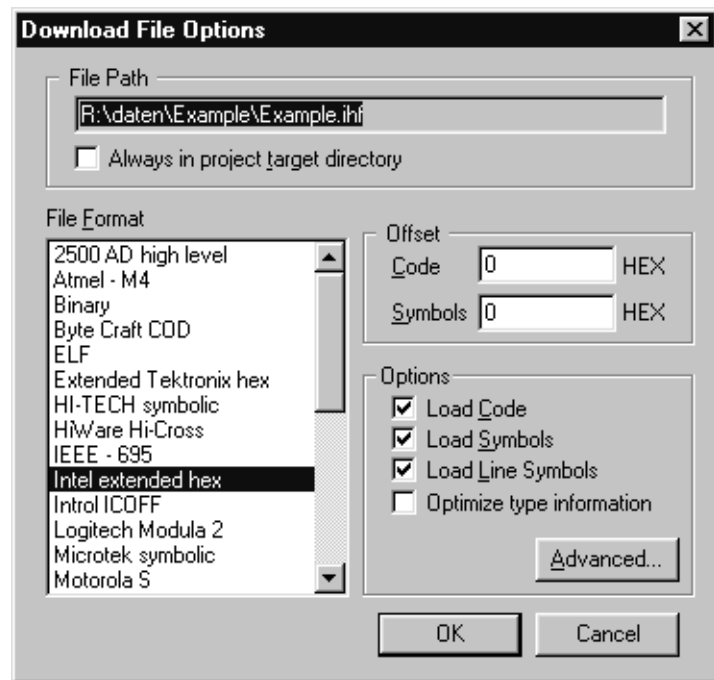 Download File Options
File Path
R:\daten\Example\Example.ihf
Always in project target directory
File Format
2500 AD high level
Atmel - M4
Binary
Byte Craft COD
ELF
Extended Tektronix hex
HI-TECH symbolic
HiWare Hi-Cross
IEEE - 695
Intel extended hex
Introl ICOFF
Logitech Modula 2
Microtek symbolic
Motorola S
Offset
Code 0 HEX
Symbols 0 HEX
Options
Load Code
Load Symbols
Load Line Symbols
Optimize type information
Advanced...
OK Cancel